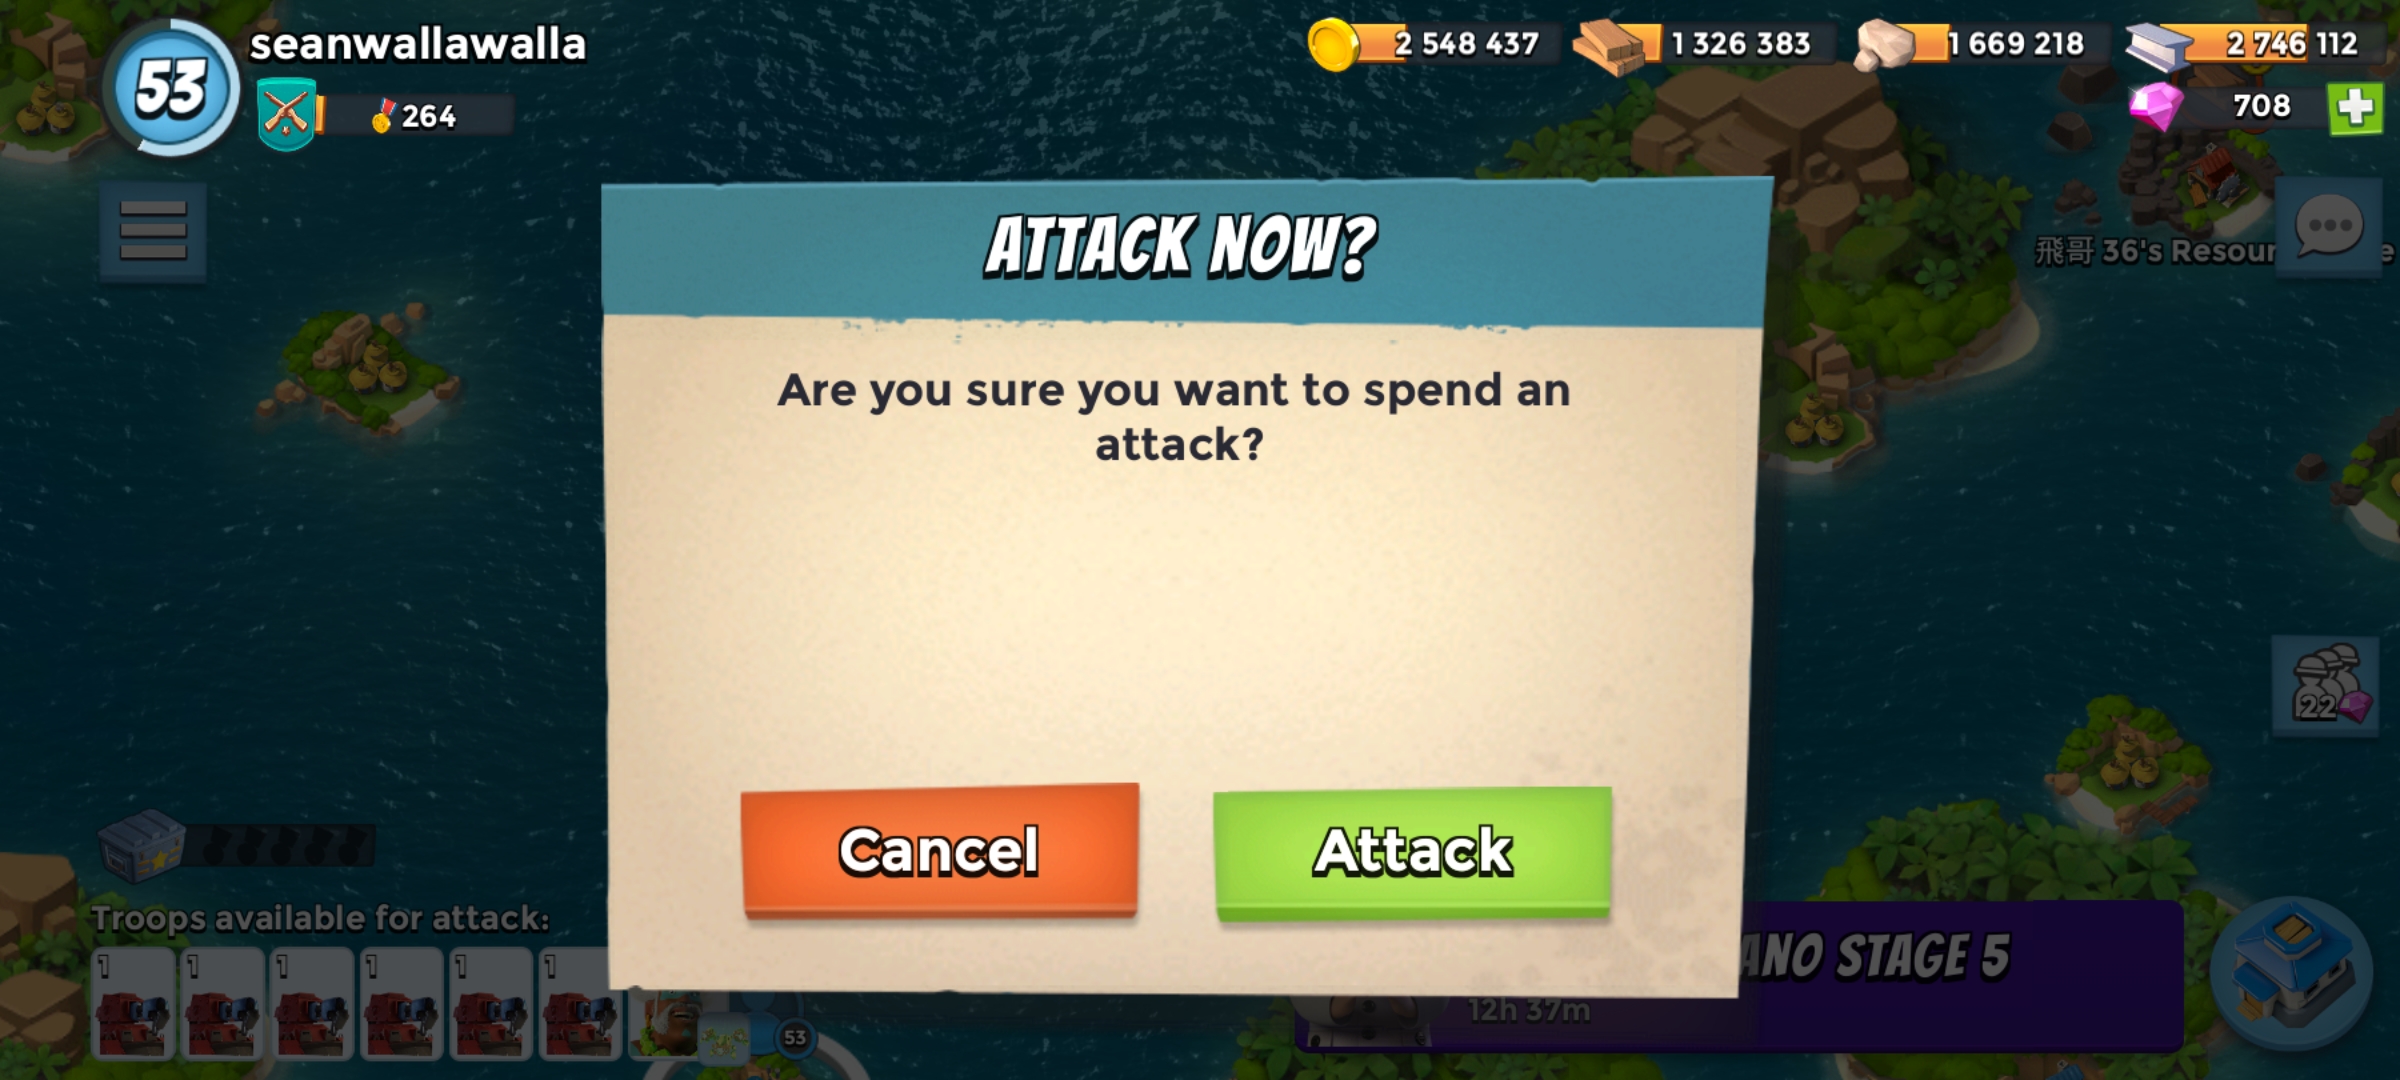 53
seanwallawalla
264
2 548 437
1 326 383
1 669 218
2 746 112
708
飛哥 36's Resour
ATTACK NOW?
Are you sure you want to spend an
attack?
22
Cancel
Attack
Troops available for attack:
1
1
1
1
1
1
53
ANO STAGE 5
12h 37m